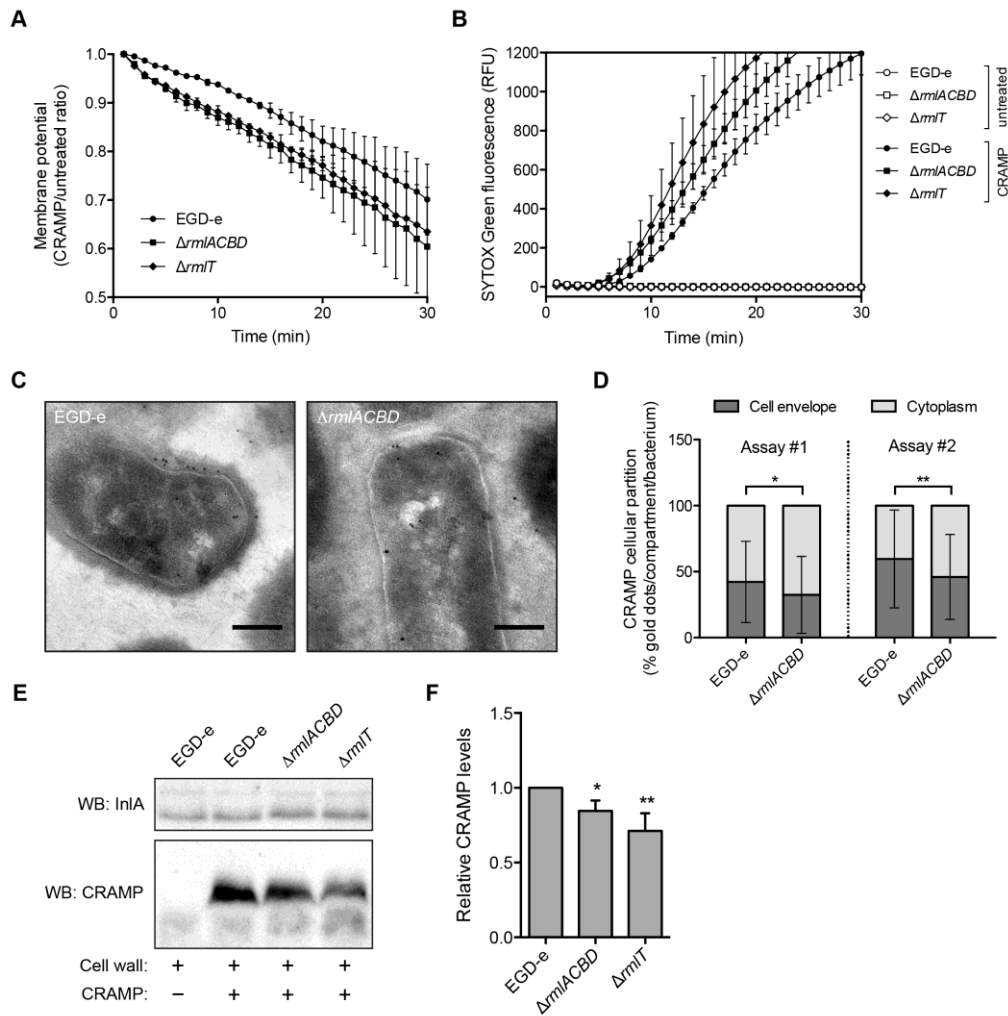 A
Membrane potential
(CRAMP/untreated ratio)
1.0
0.9
0.8
0.7
0.6
0.5
EGD-e
ΔrmlACBD
ΔrmlT
0
10
20
30
Time (min)
B
SYTOX Green fluorescence (RFU)
1200
1000
800
600
400
200
0
10
20
30
Time (min)
EGD-e
ΔrmlACBD
ΔrmlT
untreated
EGD-e
ΔrmlACBD
ΔrmlT
CRAMP
C
EGD-e
ΔrmlACBD
D
Cell envelope
Cytoplasm
CRAMP cellular partition
(% gold dots/compartment/bacterium)
150
100
50
0
Assay #1
Assay #2
*
**
EGD-e
ΔrmlACBD
EGD-e
ΔrmlACBD
E
EGD-e
EGD-e
ΔrmlACBD
ΔrmlT
WB: InlA
WB: CRAMP
Cell wall: + + + +
CRAMP: − + + +
F
Relative CRAMP levels
1.5
1.0
0.5
0.0
*
**
EGD-e
ΔrmlACBD
ΔrmlT